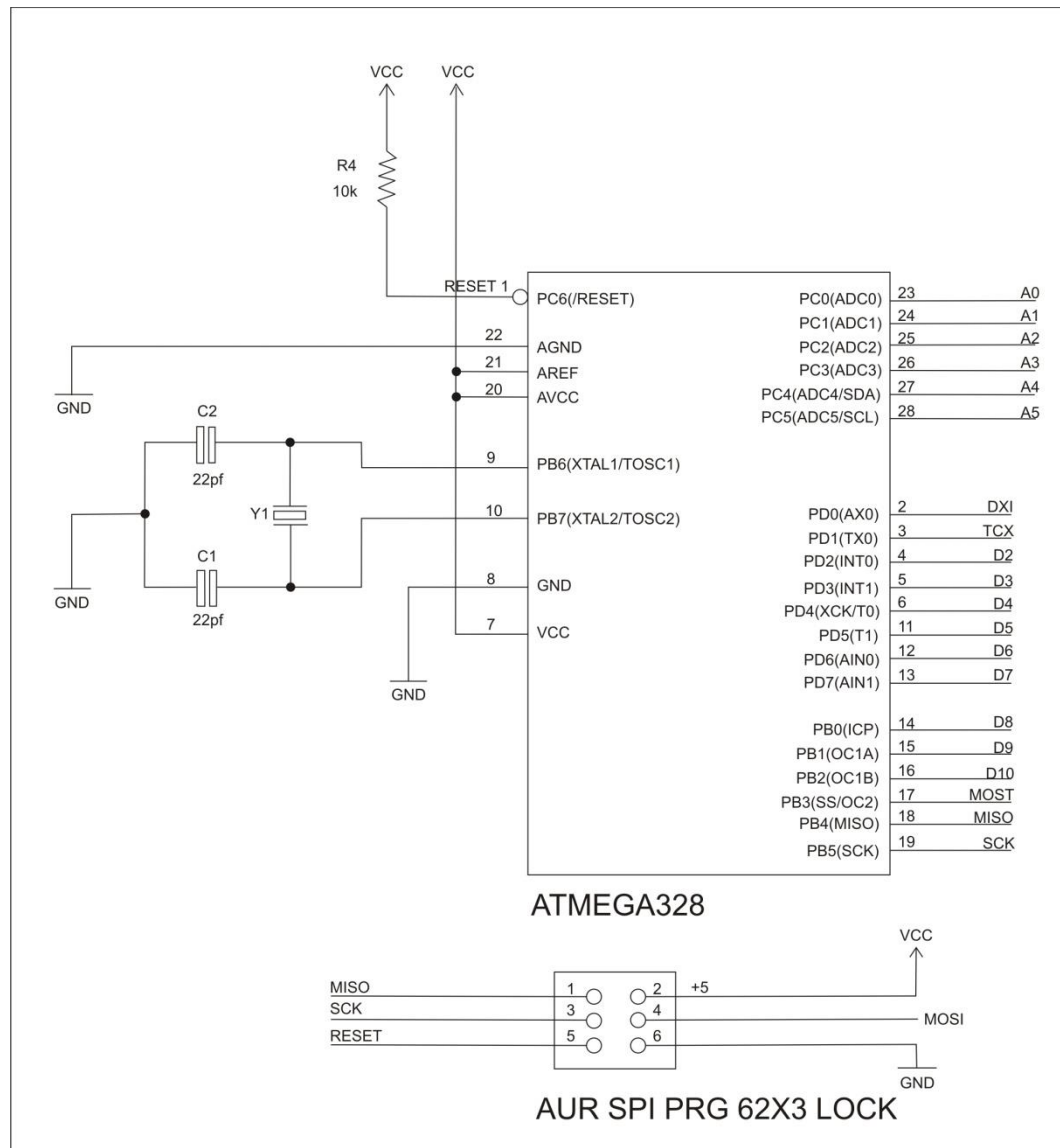 VCC
VCC
R4
10k
RESET 1
PC6(/RESET)
22
AGND
21
AREF
20
AVCC
GND
C2
22pf
9
PB6(XTAL1/TOSC1)
Y1
10
PB7(XTAL2/TOSC2)
C1
22pf
GND
8
GND
7
VCC
GND
PC0(ADC0) 23 A0
PC1(ADC1) 24 A1
PC2(ADC2) 25 A2
PC3(ADC3) 26 A3
PC4(ADC4/SDA) 27 A4
PC5(ADC5/SCL) 28 A5
PD0(AX0) 2 DXI
PD1(TX0) 3 TCX
PD2(INT0) 4 D2
PD3(INT1) 5 D3
PD4(XCK/T0) 6 D4
PD5(T1) 11 D5
PD6(AIN0) 12 D6
PD7(AIN1) 13 D7
PB0(ICP) 14 D8
PB1(OC1A) 15 D9
PB2(OC1B) 16 D10
PB3(SS/OC2) 17 MOST
PB4(MISO) 18 MISO
PB5(SCK) 19 SCK
ATMEGA328
VCC
MISO 1 2 +5
SCK 3 4 MOSI
RESET 5 6
GND
AUR SPI PRG 62X3 LOCK